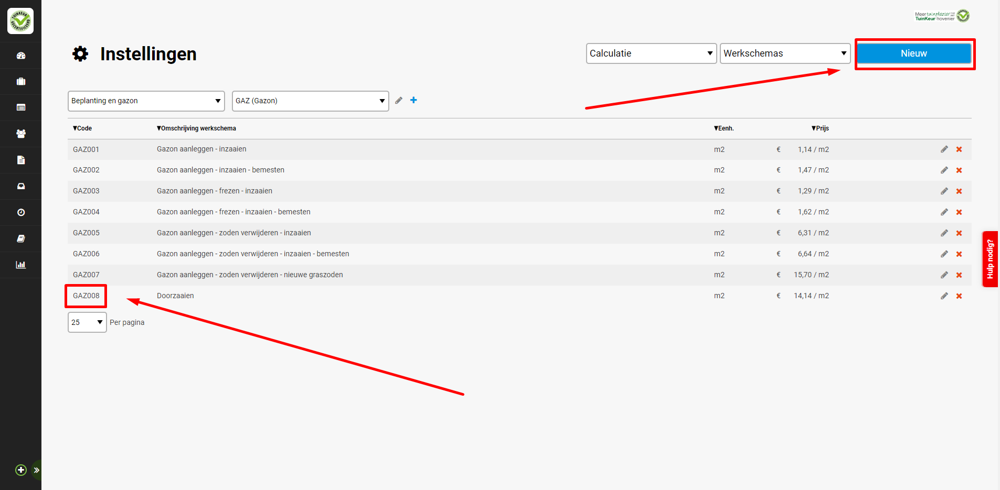 TUINKEUR
GECERTIFICEERD
Meer tuinplezier
TuinKeur-hovenier
Instellingen
Calculatie
Werkschemas
Nieuw
Beplanting en gazon
GAZ (Gazon)
▼Code ▼Omschrijving werkschema ▼Eenh. ▼Prijs
GAZ001 Gazon aanleggen - inzaaien m2 € 1,14 / m2
GAZ002 Gazon aanleggen - inzaaien - bemesten m2 € 1,47 / m2
GAZ003 Gazon aanleggen - frezen - inzaaien m2 € 1,29 / m2
GAZ004 Gazon aanleggen - frezen - inzaaien - bemesten m2 € 1,62 / m2
GAZ005 Gazon aanleggen - zoden verwijderen - inzaaien m2 € 6,31 / m2
GAZ006 Gazon aanleggen - zoden verwijderen - inzaaien - bemesten m2 € 6,64 / m2
GAZ007 Gazon aanleggen - zoden verwijderen - nieuwe graszoden m2 € 15,70 / m2
GAZ008 Doorzaaien m2 € 14,14 / m2
25 Per pagina
Hulp nodig?